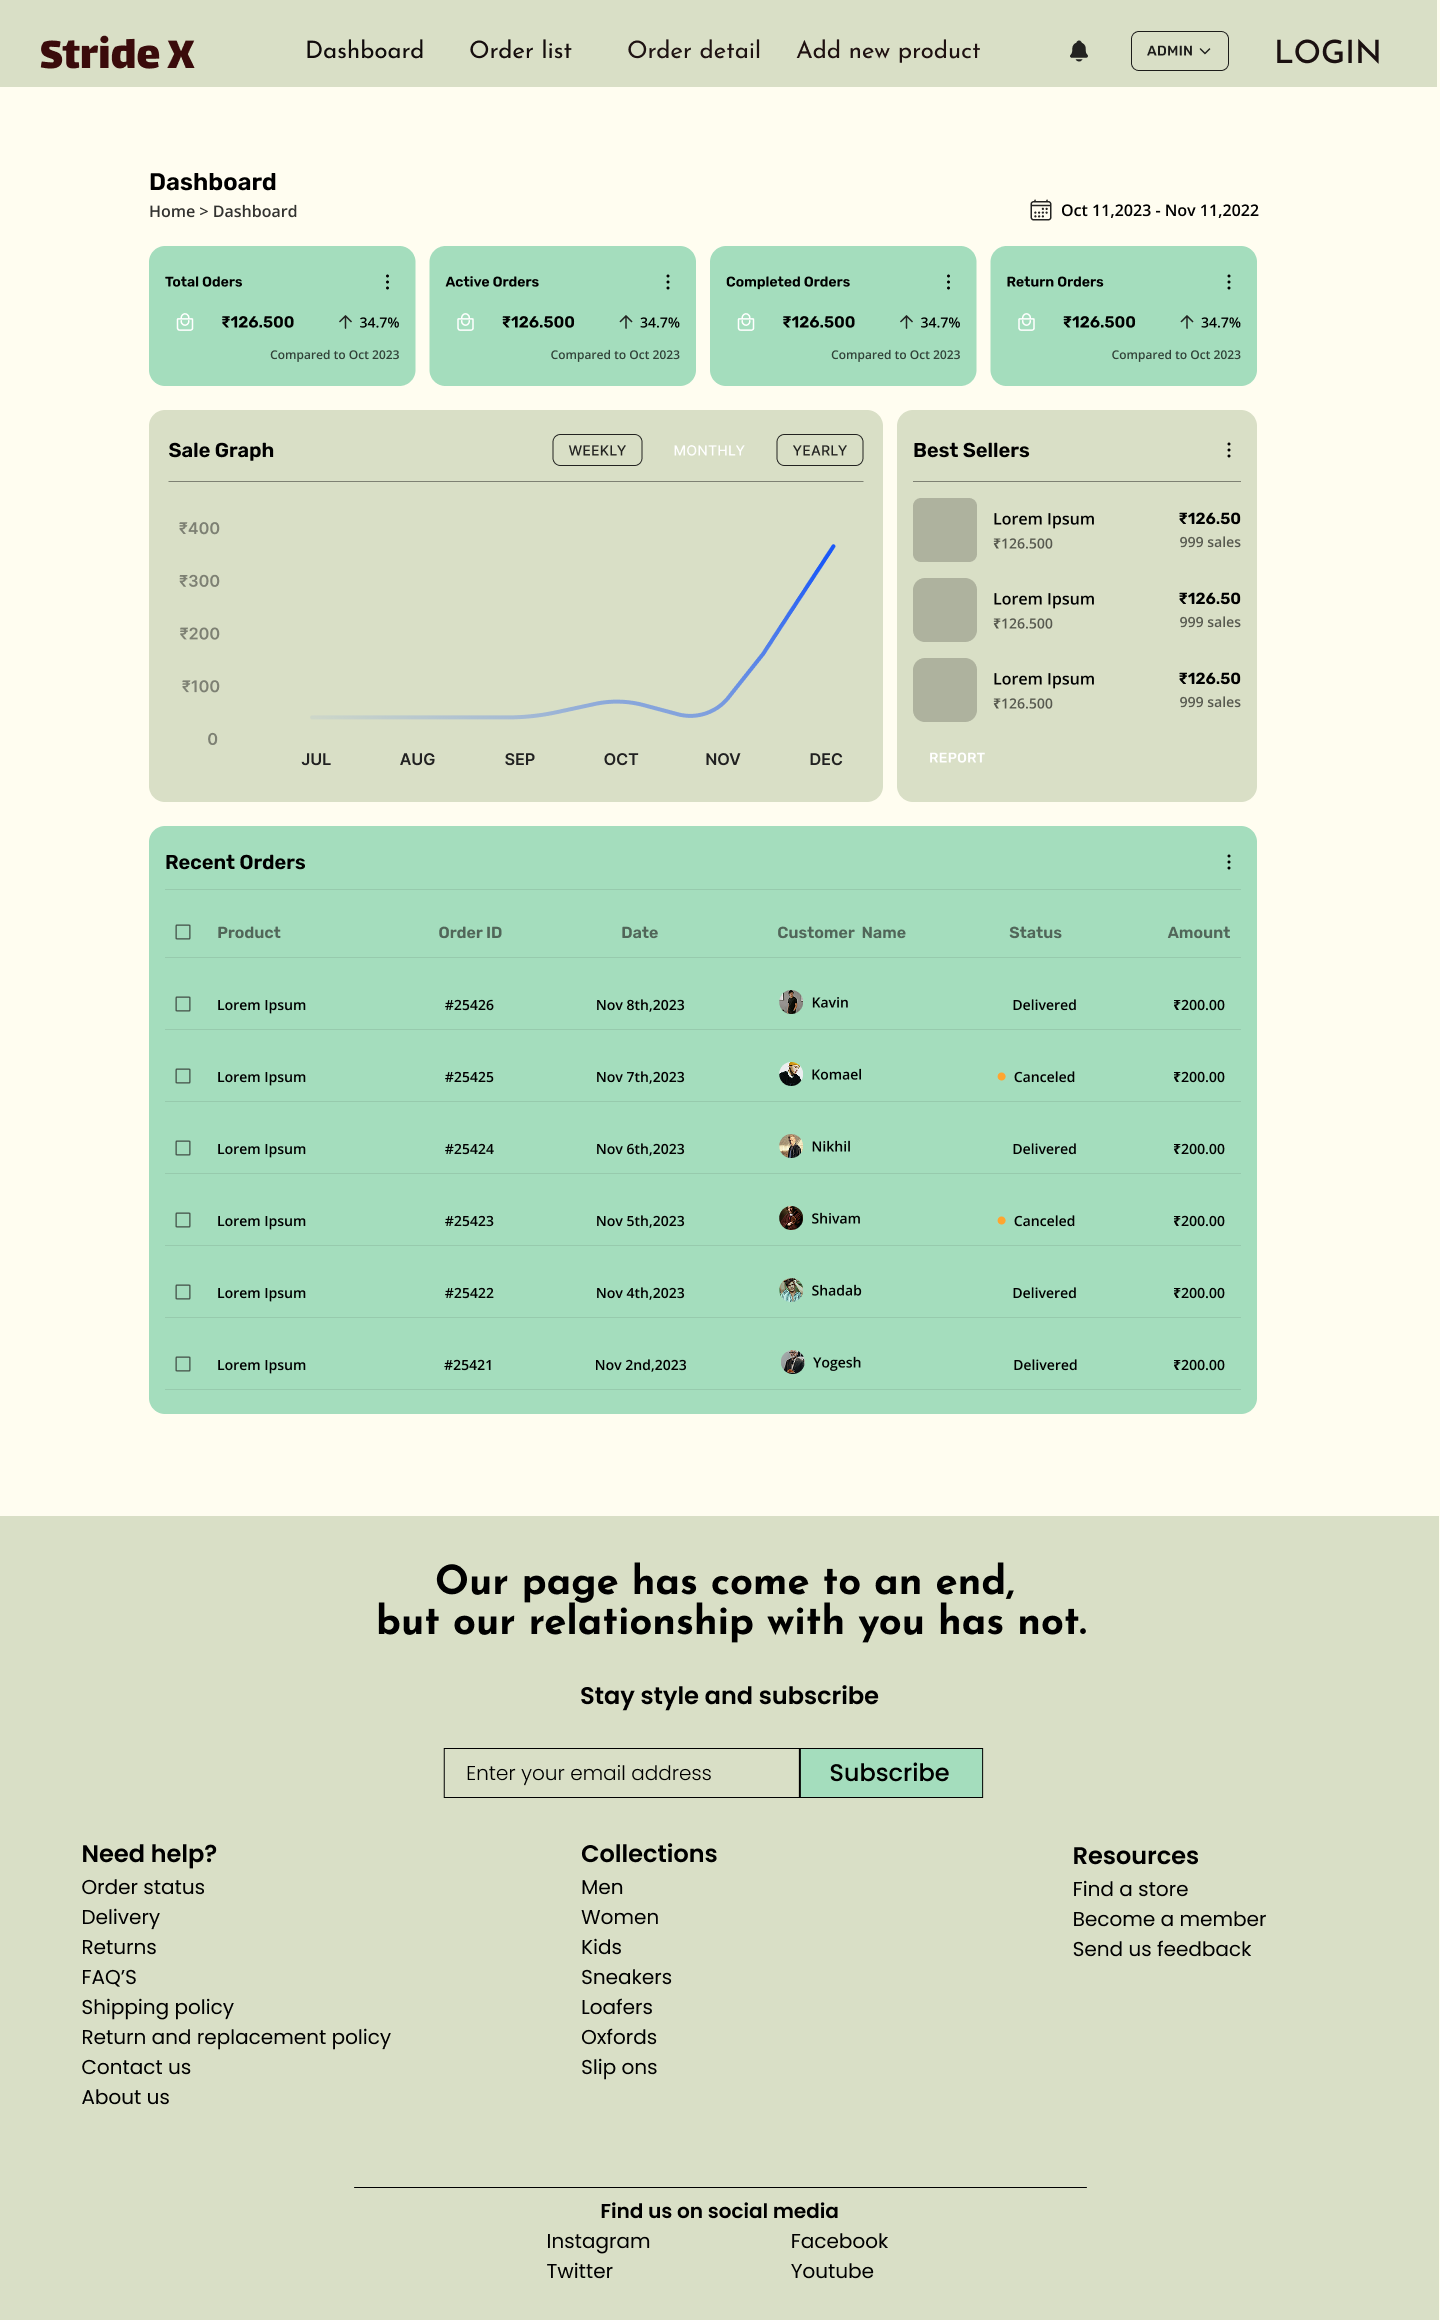 Stride X
Dashboard Order list Order detail Add new product ADMIN LOGIN
Dashboard
Home > Dashboard
Oct 11,2023 - Nov 11,2022
Total Oders
₹126.500 34.7%
Compared to Oct 2023
Active Orders
₹126.500 34.7%
Compared to Oct 2023
Completed Orders
₹126.500 34.7%
Compared to Oct 2023
Return Orders
₹126.500 34.7%
Compared to Oct 2023
Sale Graph WEEKLY MONTHLY YEARLY
₹400
₹300
₹200
₹100
0
JUL AUG SEP OCT NOV DEC
Best Sellers
Lorem Ipsum ₹126.50
₹126.500 999 sales
Lorem Ipsum ₹126.50
₹126.500 999 sales
Lorem Ipsum ₹126.50
₹126.500 999 sales
REPORT
Recent Orders
Product Order ID Date Customer Name Status Amount
Lorem Ipsum #25426 Nov 8th,2023 Kavin Delivered ₹200.00
Lorem Ipsum #25425 Nov 7th,2023 Komael Canceled ₹200.00
Lorem Ipsum #25424 Nov 6th,2023 Nikhil Delivered ₹200.00
Lorem Ipsum #25423 Nov 5th,2023 Shivam Canceled ₹200.00
Lorem Ipsum #25422 Nov 4th,2023 Shadab Delivered ₹200.00
Lorem Ipsum #25421 Nov 2nd,2023 Yogesh Delivered ₹200.00
Our page has come to an end,
but our relationship with you has not.
Stay style and subscribe
Enter your email address Subscribe
Need help?
Order status
Delivery
Returns
FAQ’S
Shipping policy
Return and replacement policy
Contact us
About us
Collections
Men
Women
Kids
Sneakers
Loafers
Oxfords
Slip ons
Resources
Find a store
Become a member
Send us feedback
Find us on social media
Instagram Facebook
Twitter Youtube